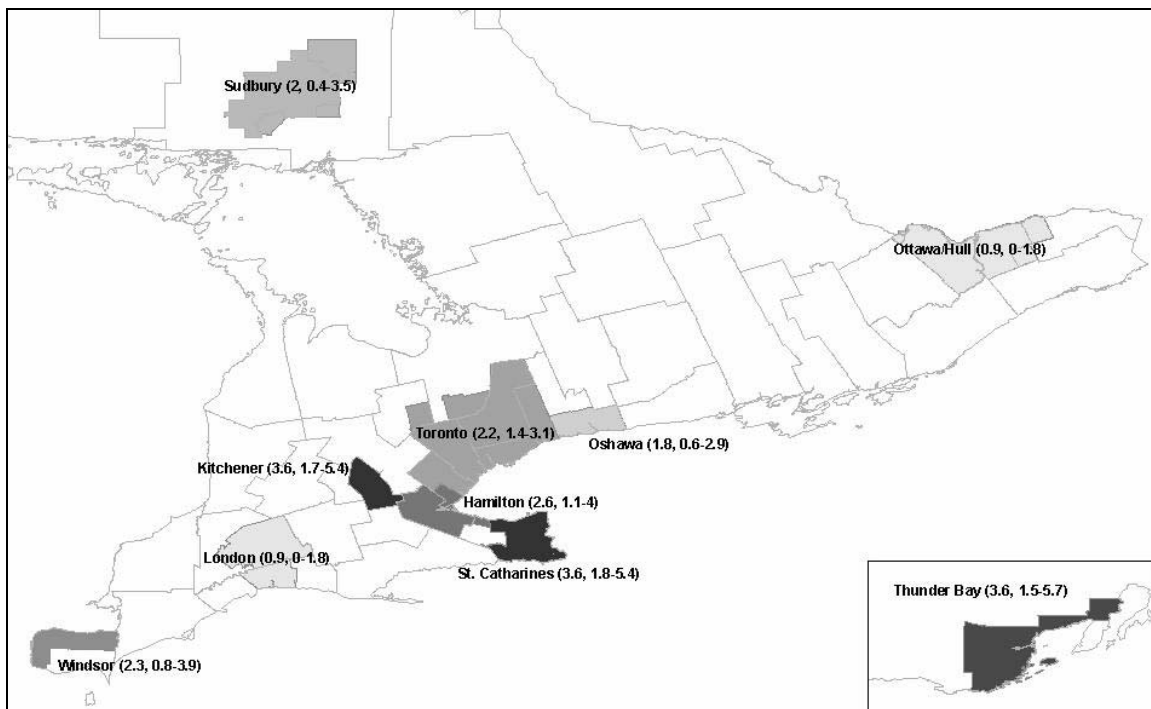 Sudbury (2, 0.4-3.5)
Ottawa/Hull (0.9, 0-1.8)
Toronto (2.2, 1.4-3.1)
Oshawa (1.8, 0.6-2.9)
Kitchener (3.6, 1.7-5.4)
Hamilton (2.6, 1.1-4)
London (0.9, 0-1.8)
St. Catharines (3.6, 1.8-5.4)
Thunder Bay (3.6, 1.5-5.7)
Windsor (2.3, 0.8-3.9)